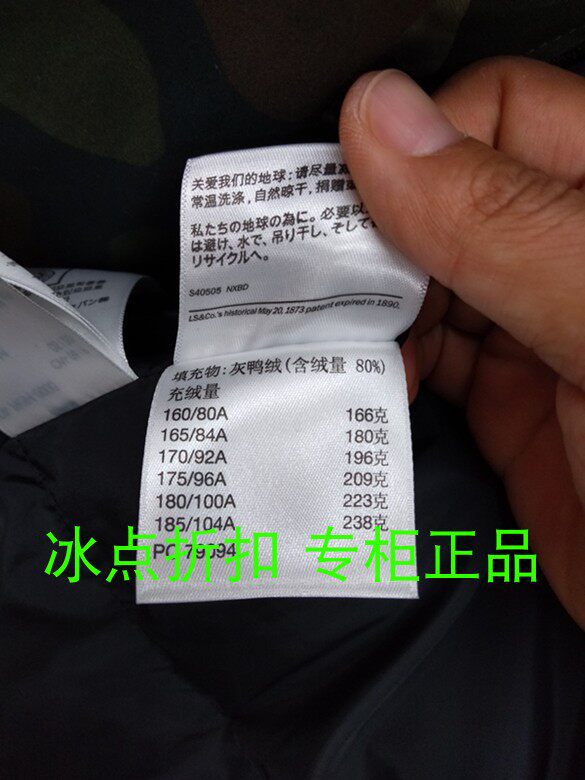 关爱我们的地球:请尽量减
常温洗涤,自然晾干,捐赠
私たちの地球の為に。必要以
は避け、水で、吊り干し、そして
リサイクルへ。
S40505 NXBD
LS&Co.'s historical May 20, 1873 patent expired in 1890.
填充物:灰鸭绒(含绒量 80%)
充绒量
160/80A 166克
165/84A 180克
170/92A 196克
175/96A 209克
180/100A 223克
185/104A 238克
冰点折扣 专柜正品